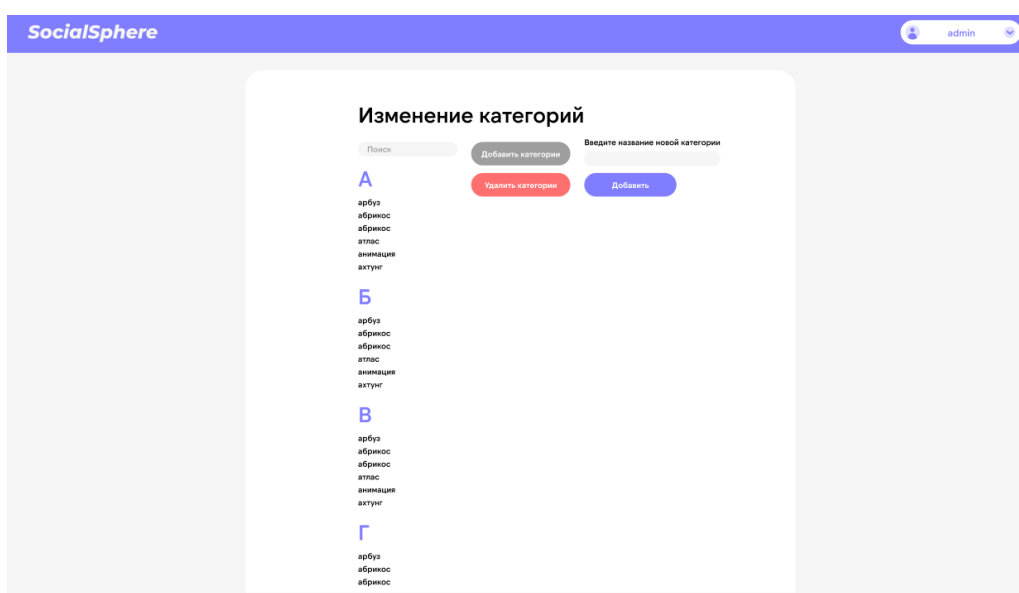 SocialSphere
admin
Изменение категорий
Поиск
Добавить категории
Удалить категории
Введите название новой категории
Добавить
А
арбуз
абрикос
абрикос
атлас
анимация
ахтунг
Б
арбуз
абрикос
абрикос
атлас
анимация
ахтунг
В
арбуз
абрикос
абрикос
атлас
анимация
ахтунг
Г
арбуз
абрикос
абрикос